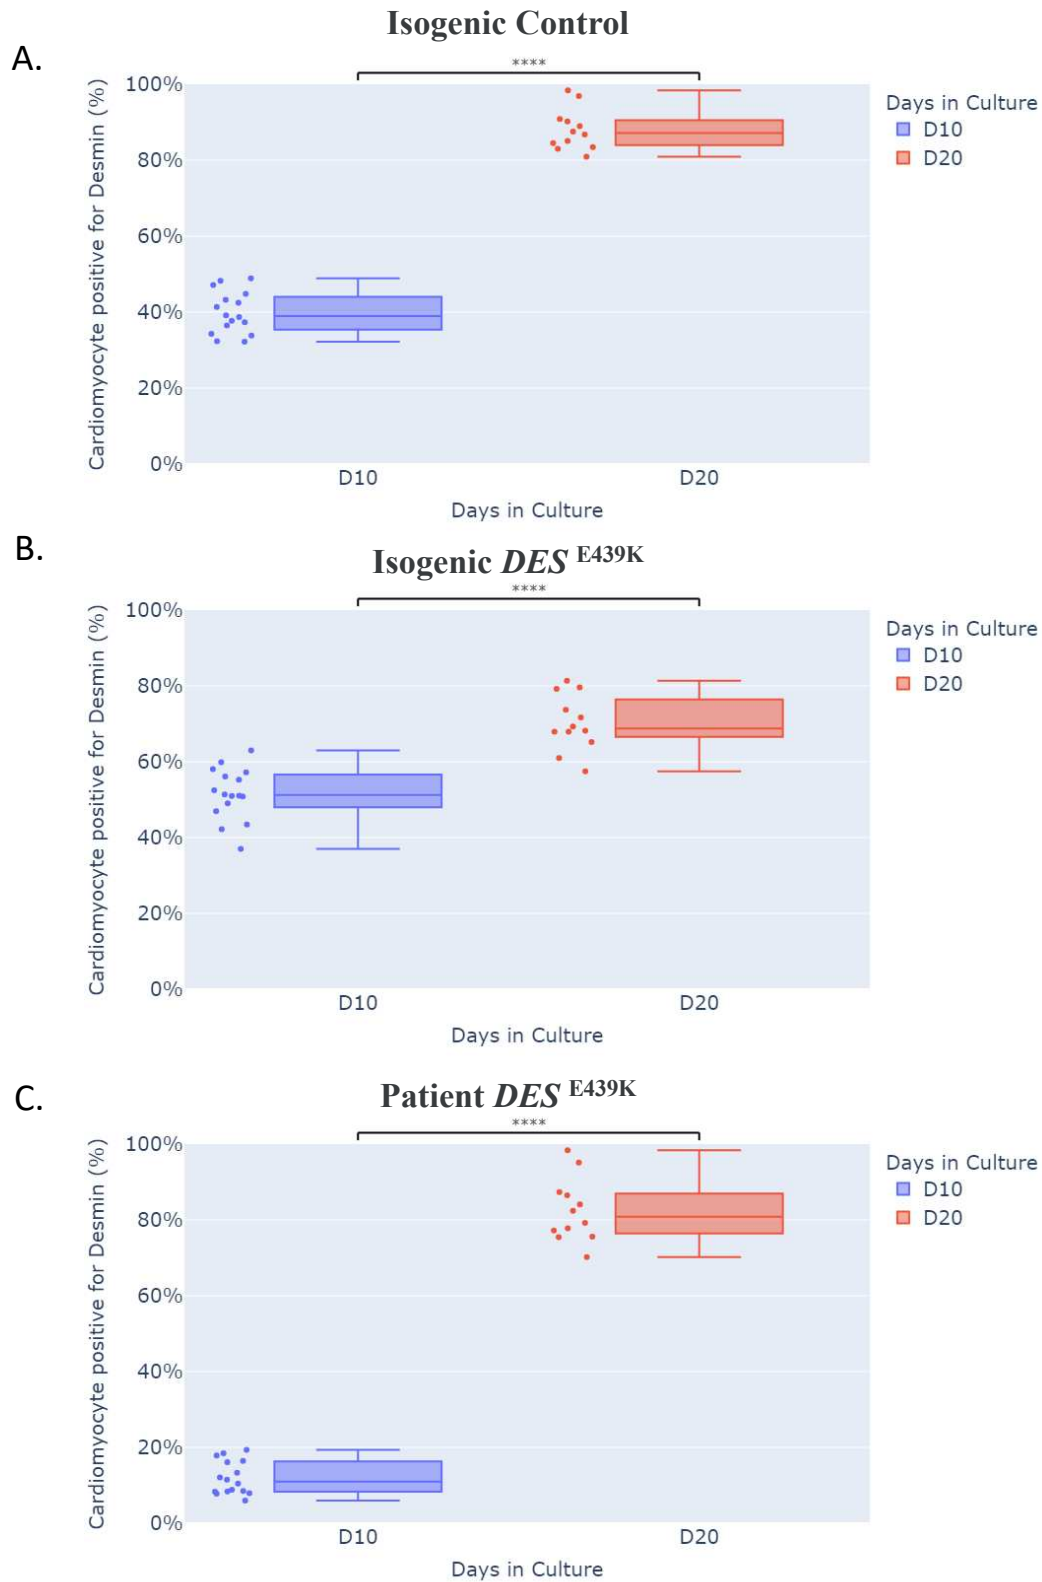 Isogenic Control
A.
****
Cardiomyocyte positive for Desmin (%)
100%
80%
60%
40%
20%
0%
D10
D20
Days in Culture
Days in Culture
D10
D20
B.
Isogenic DES E439K
****
Cardiomyocyte positive for Desmin (%)
100%
80%
60%
40%
20%
0%
D10
D20
Days in Culture
Days in Culture
D10
D20
C.
Patient DES E439K
****
Cardiomyocyte positive for Desmin (%)
100%
80%
60%
40%
20%
0%
D10
D20
Days in Culture
Days in Culture
D10
D20